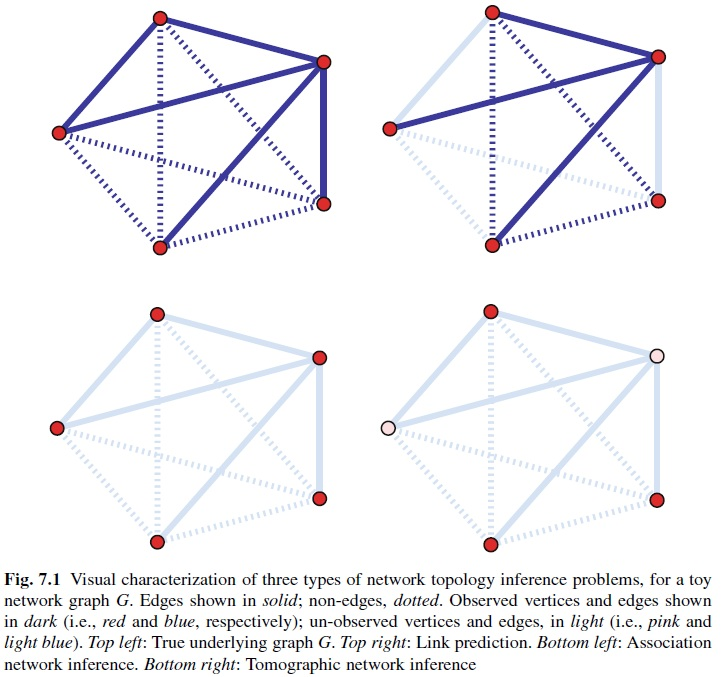 Fig. 7.1 Visual characterization of three types of network topology inference problems, for a toy
network graph G. Edges shown in solid; non-edges, dotted. Observed vertices and edges shown
in dark (i.e., red and blue, respectively); un-observed vertices and edges, in light (i.e., pink and
light blue). Top left: True underlying graph G. Top right: Link prediction. Bottom left: Association
network inference. Bottom right: Tomographic network inference